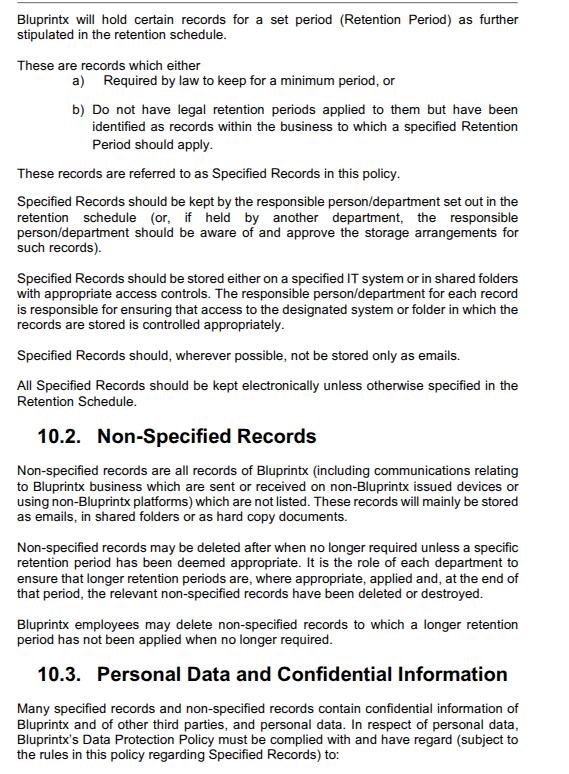 Bluprintx will hold certain records for a set period (Retention Period) as further
stipulated in the retention schedule.
These are records which either
a) Required by law to keep for a minimum period, or
b) Do not have legal retention periods applied to them but have been
identified as records within the business to which a specified Retention
Period should apply.
These records are referred to as Specified Records in this policy.
Specified Records should be kept by the responsible person/department set out in the
retention schedule (or, if held by another department, the responsible
person/department should be aware of and approve the storage arrangements for
such records).
Specified Records should be stored either on a specified IT system or in shared folders
with appropriate access controls. The responsible person/department for each record
is responsible for ensuring that access to the designated system or folder in which the
records are stored is controlled appropriately.
Specified Records should, wherever possible, not be stored only as emails.
All Specified Records should be kept electronically unless otherwise specified in the
Retention Schedule.
10.2. Non-Specified Records
Non-specified records are all records of Bluprintx (including communications relating
to Bluprintx business which are sent or received on non-Bluprintx issued devices or
using non-Bluprintx platforms) which are not listed. These records will mainly be stored
as emails, in shared folders or as hard copy documents.
Non-specified records may be deleted after when no longer required unless a specific
retention period has been deemed appropriate. It is the role of each department to
ensure that longer retention periods are, where appropriate, applied and, at the end of
that period, the relevant non-specified records have been deleted or destroyed.
Bluprintx employees may delete non-specified records to which a longer retention
period has not been applied when no longer required.
10.3. Personal Data and Confidential Information
Many specified records and non-specified records contain confidential information of
Bluprintx and of other third parties, and personal data. In respect of personal data,
Bluprintx's Data Protection Policy must be complied with and have regard (subject to
the rules in this policy regarding Specified Records) to: